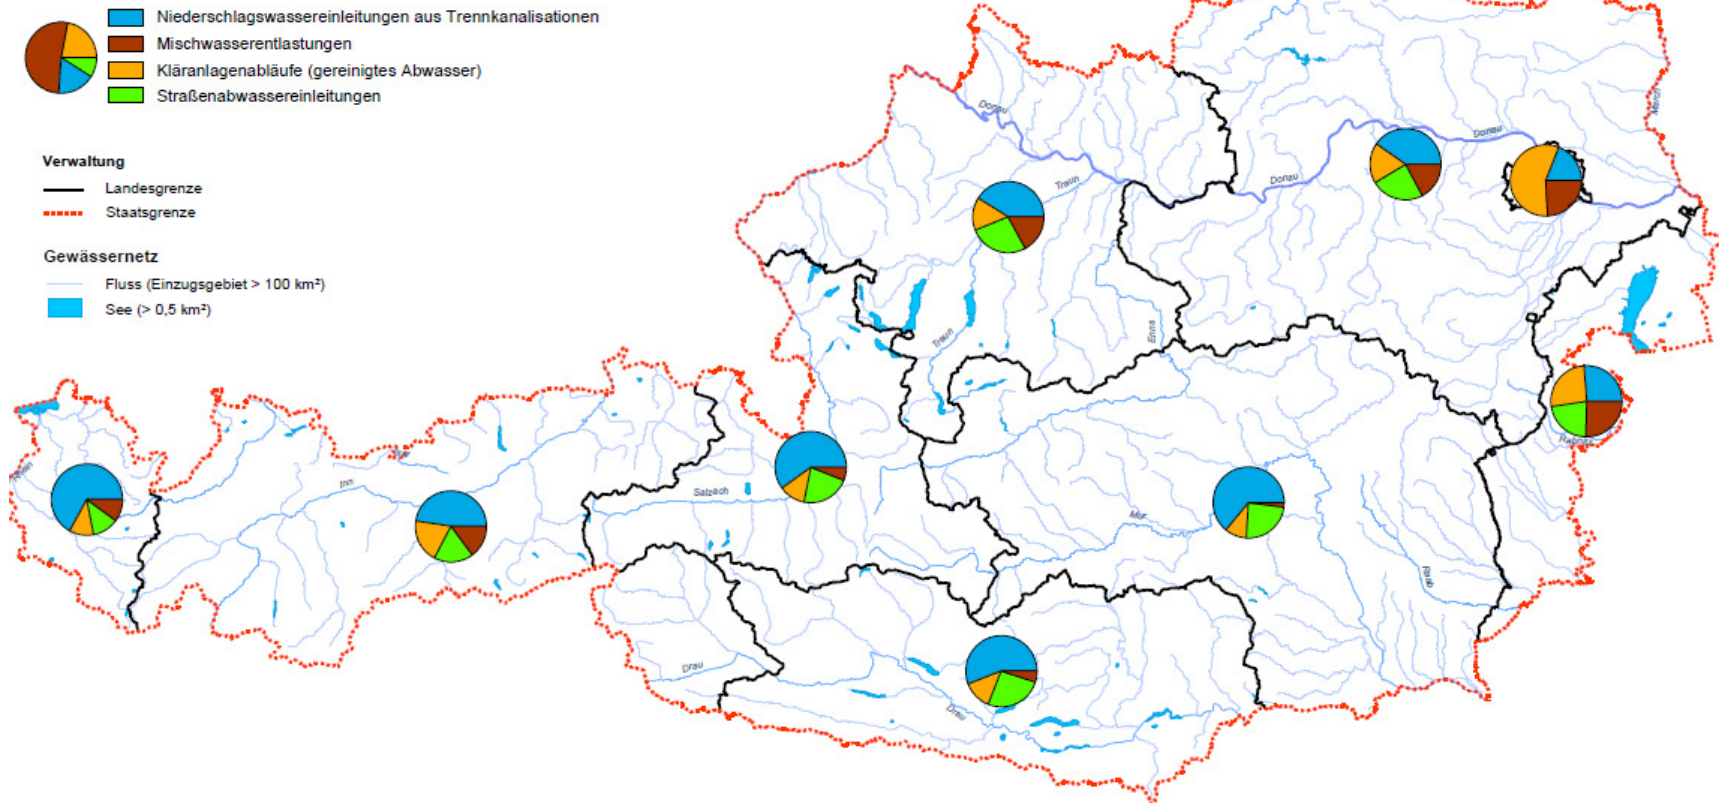 Niederschlagswassereinleitungen aus Trennkanalisationen
Mischwasserentlastungen
Kläranlagenabläufe (gereinigtes Abwasser)
Straßenabwassereinleitungen
Verwaltung
Landesgrenze
Staatsgrenze
Gewässernetz
Fluss (Einzugsgebiet > 100 km²)
See (> 0,5 km²)
Donau
Donau
Donau
March
Traun
Traun
Enns
Rabnitz
Rhein
Inn
Salzach
Mur
Raab
Drau
Drau